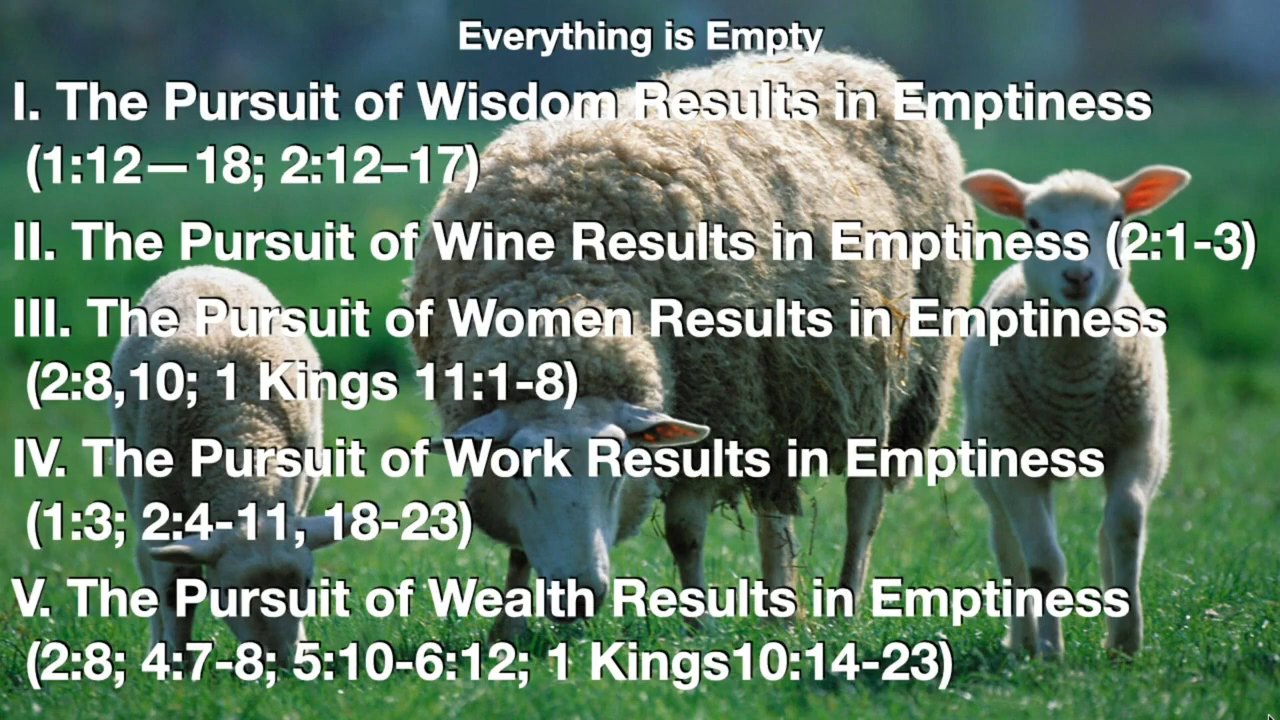 Everything is Empty
I. The Pursuit of Wisdom Results in Emptiness
(1:12—18; 2:12–17)
II. The Pursuit of Wine Results in Emptiness (2:1-3)
III. The Pursuit of Women Results in Emptiness
(2:8,10; 1 Kings 11:1-8)
IV. The Pursuit of Work Results in Emptiness
(1:3; 2:4-11, 18-23)
V. The Pursuit of Wealth Results in Emptiness
(2:8; 4:7-8; 5:10-6:12; 1 Kings10:14-23)